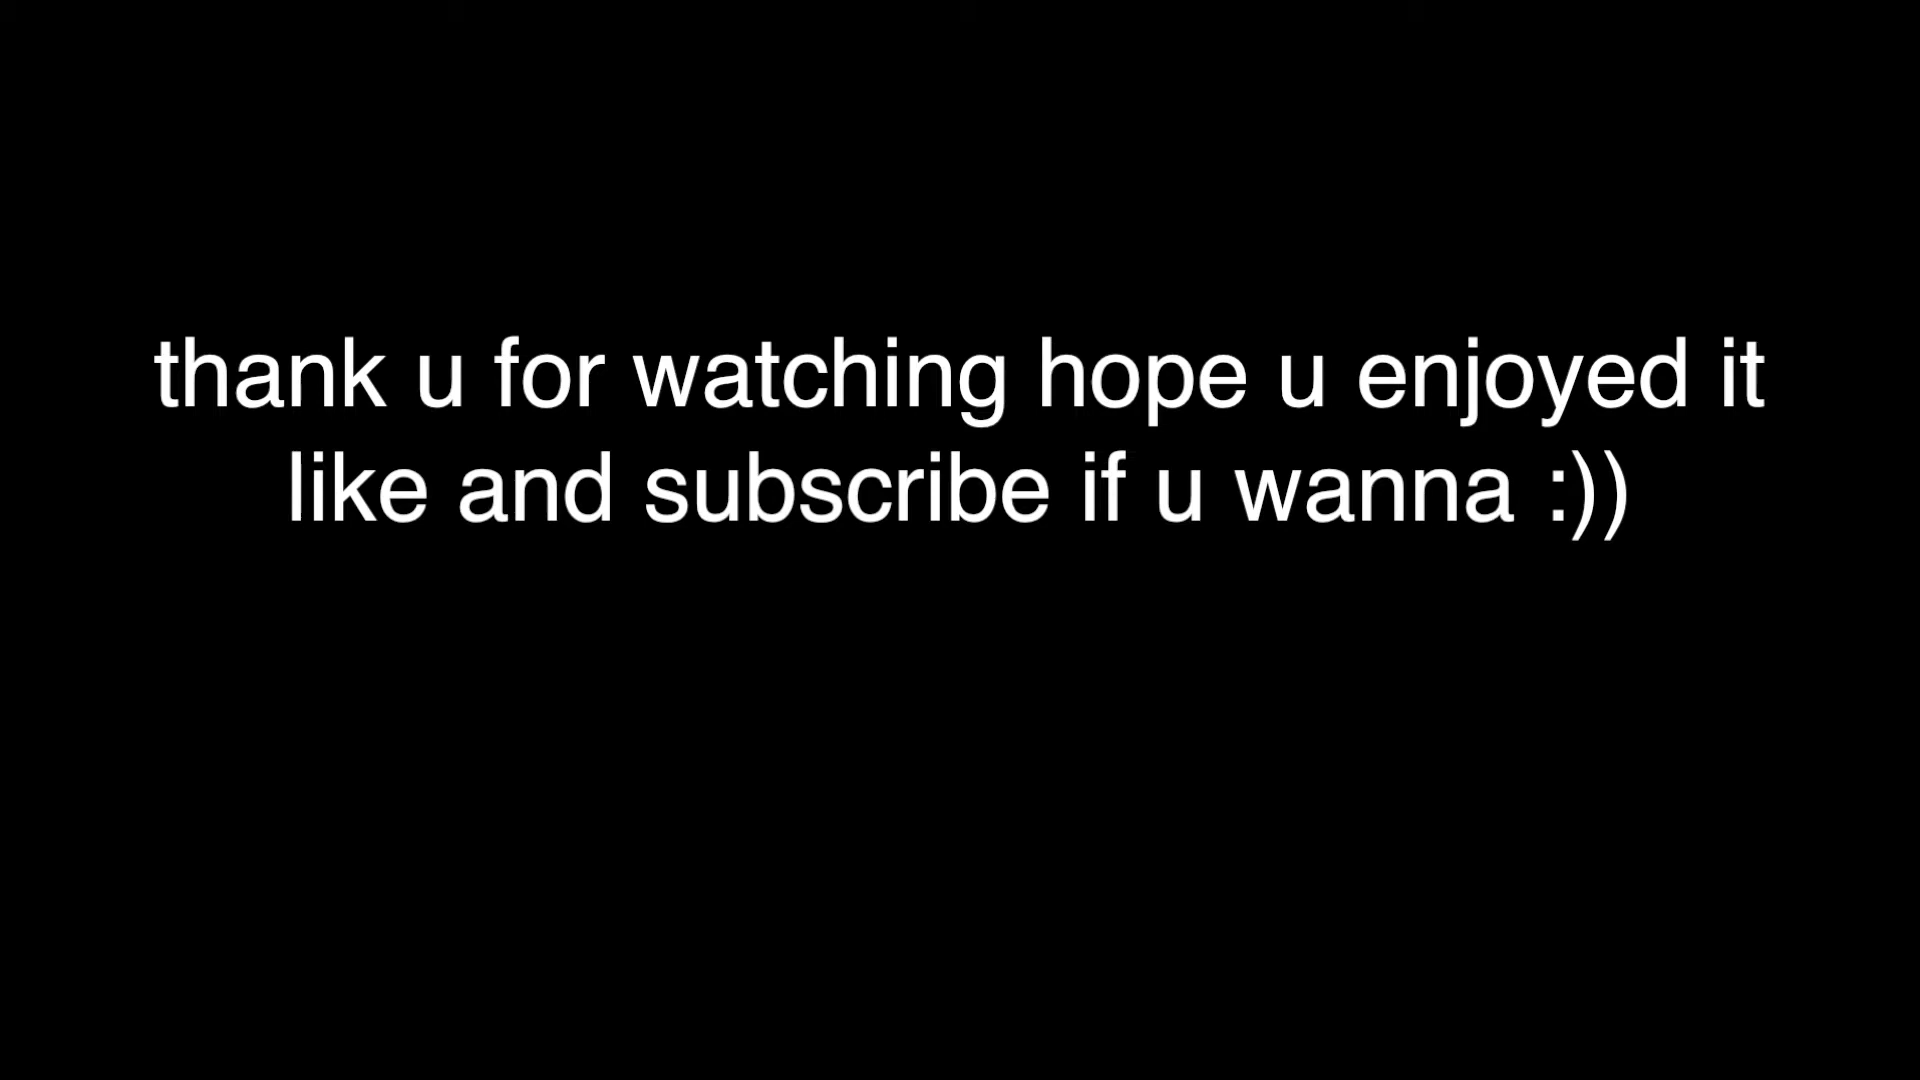 thank u for watching hope u enjoyed it
like and subscribe if u wanna :))